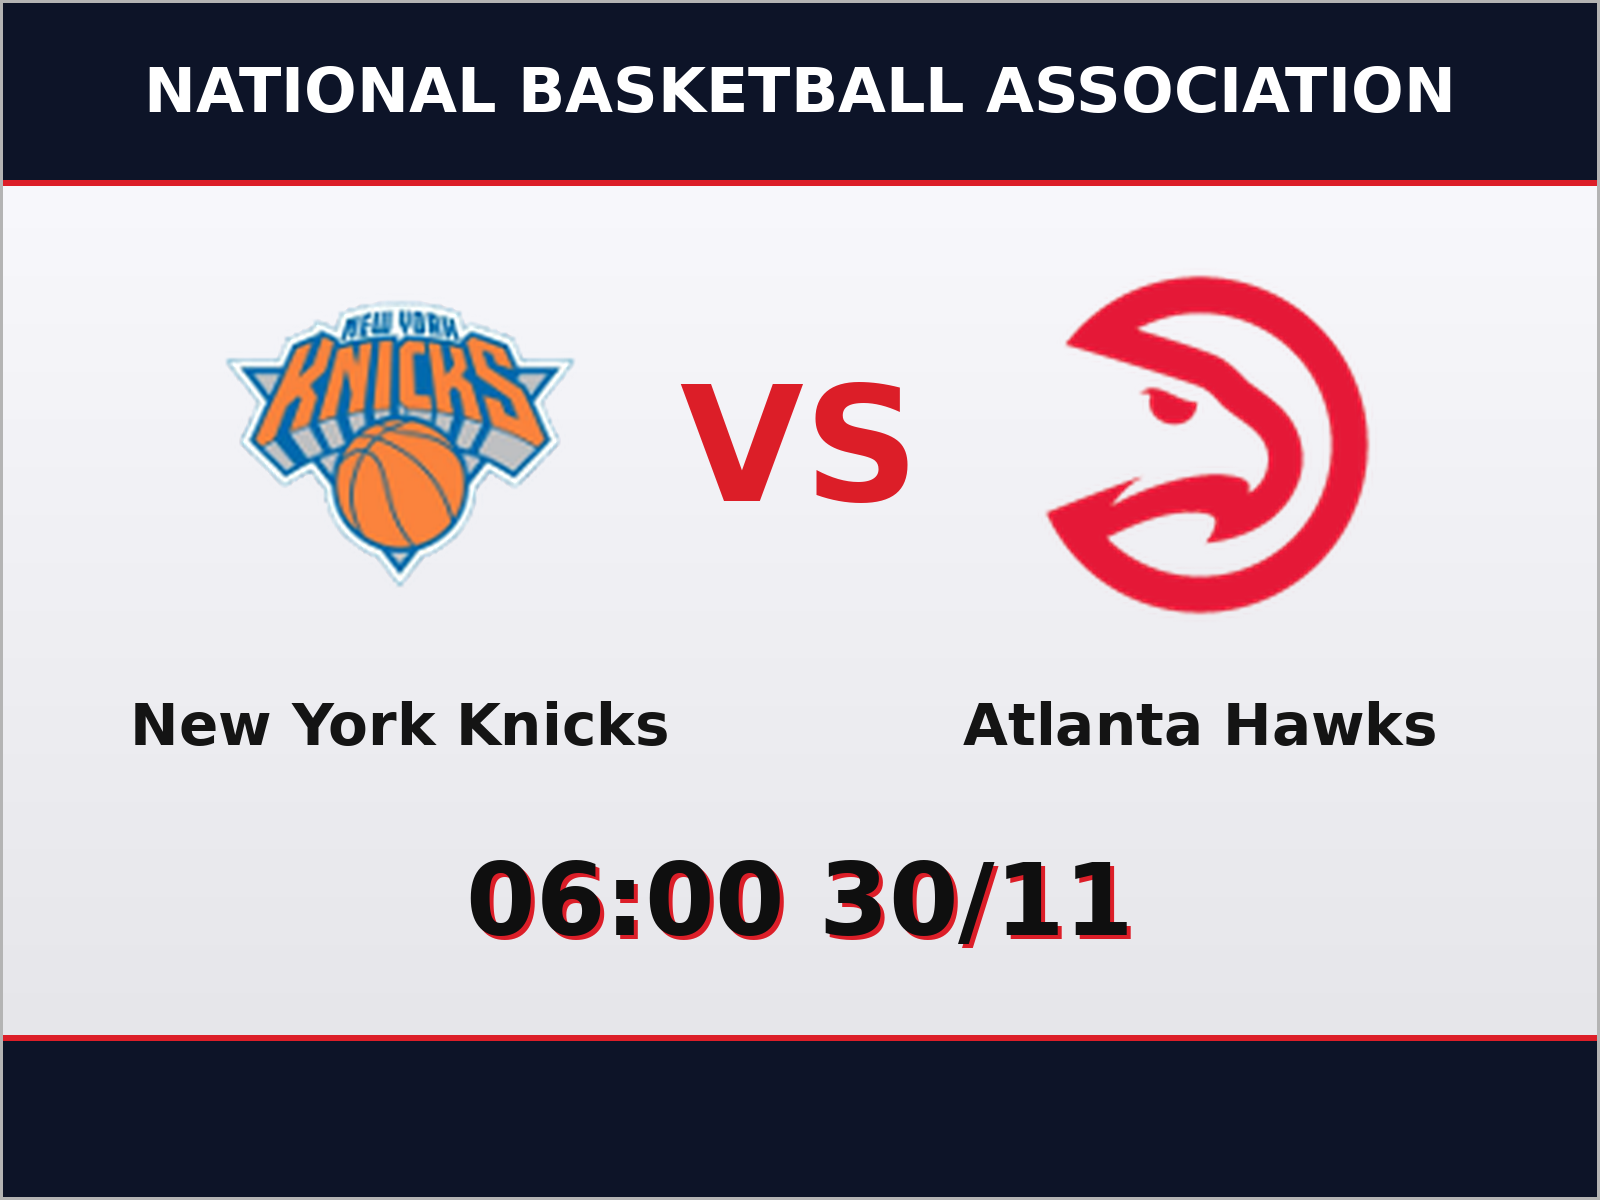 NATIONAL BASKETBALL ASSOCIATION
NEW YORK
KNICKS
VS
New York Knicks
Atlanta Hawks
06:00 30/11